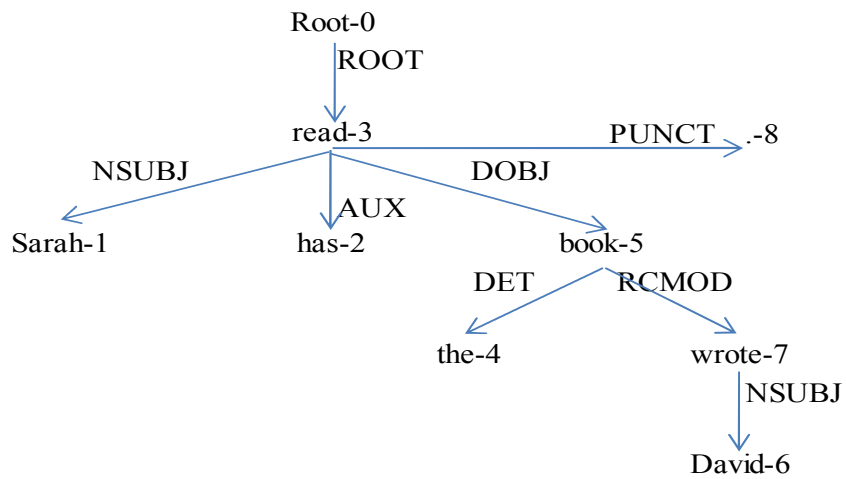 Root-0
ROOT
read-3 PUNCT .-8
NSUBJ DOBJ
AUX
Sarah-1 has-2 book-5
DET RCMOD
the-4 wrote-7
NSUBJ
David-6